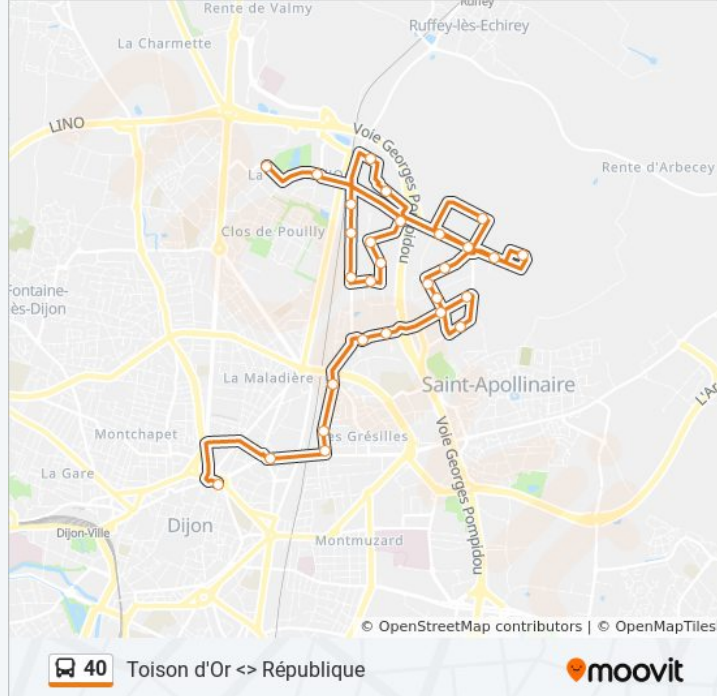 Rente de Valmy
Ruffey
Ruffey-lès-Echirey
La Charmette
LINO
Voie Georges Pompidou
Rente d'Arbecey
La
Clos de Pouilly
Fontaine-
ès-Dijon
La Maladière
Saint-Apollinaire
L'Ar
Montchapet
Les Grésilles
Voie Georges Pompidou
La Gare
Dijon-Ville
Dijon
Montmuzard
© OpenStreetMap contributors | © OpenMapTiles
40 Toison d'Or <> République
moovit